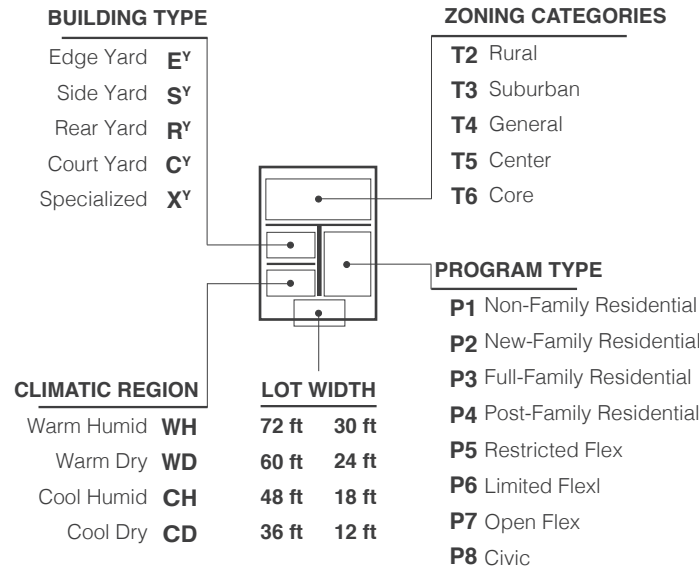 BUILDING TYPE
Edge Yard Eʸ
Side Yard Sʸ
Rear Yard Rʸ
Court Yard Cʸ
Specialized Xʸ
ZONING CATEGORIES
T2 Rural
T3 Suburban
T4 General
T5 Center
T6 Core
PROGRAM TYPE
P1 Non-Family Residential
P2 New-Family Residential
P3 Full-Family Residential
P4 Post-Family Residential
P5 Restricted Flex
P6 Limited Flexl
P7 Open Flex
P8 Civic
CLIMATIC REGION
Warm Humid WH
Warm Dry WD
Cool Humid CH
Cool Dry CD
LOT WIDTH
72 ft 30 ft
60 ft 24 ft
48 ft 18 ft
36 ft 12 ft